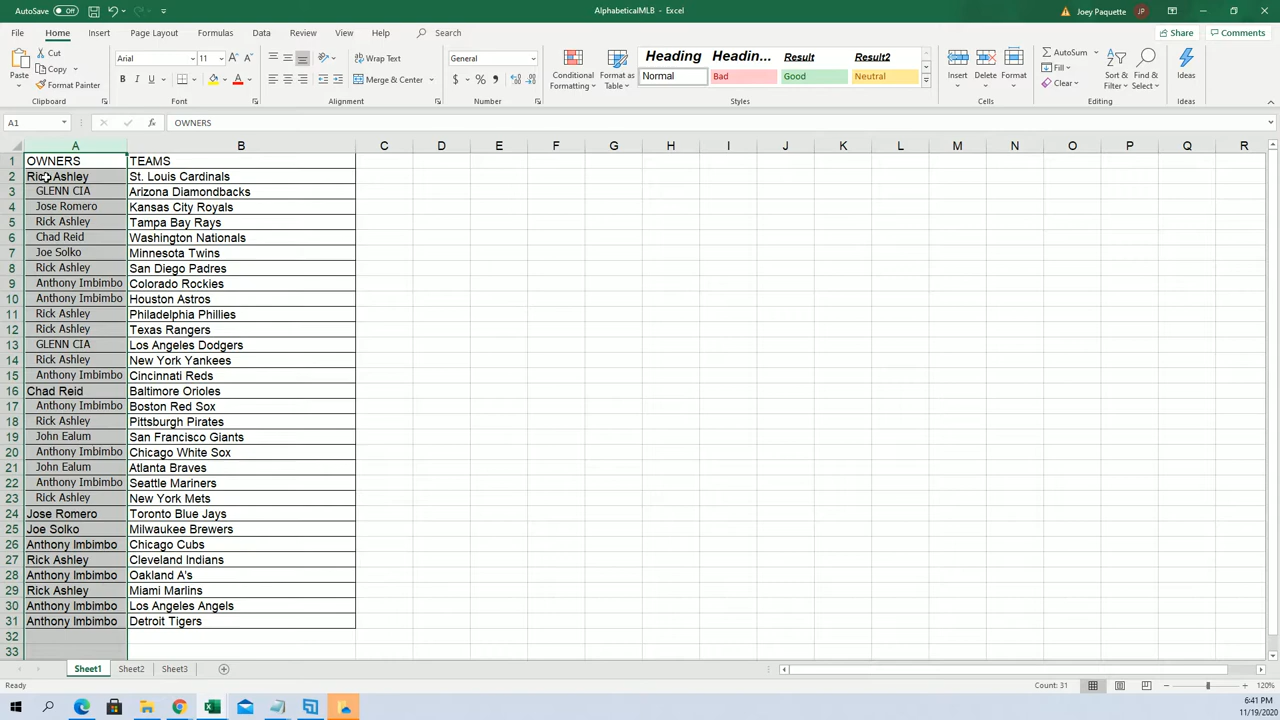 AutoSave Off AlphabeticalMLB - Excel Joey Paquette JP
File Home Insert Page Layout Formulas Data Review View Help Search Share Comments
Paste Cut Copy Format Painter Clipboard
Arial 11 A A B I U A Font
Wrap Text Merge & Center Alignment
General $ % , Number
Conditional Formatting Format as Table
Heading Headin... Result Result2
Normal Bad Good Neutral
Styles
Insert Delete Format Cells
AutoSum Fill Clear Sort & Filter Find & Select Editing
Ideas Ideas
A1 fx OWNERS
A B C D E F G H I J K L M N O P Q R
1 OWNERS TEAMS
2 Rick Ashley St. Louis Cardinals
3 GLENN CIA Arizona Diamondbacks
4 Jose Romero Kansas City Royals
5 Rick Ashley Tampa Bay Rays
6 Chad Reid Washington Nationals
7 Joe Solko Minnesota Twins
8 Rick Ashley San Diego Padres
9 Anthony Imbimbo Colorado Rockies
10 Anthony Imbimbo Houston Astros
11 Rick Ashley Philadelphia Phillies
12 Rick Ashley Texas Rangers
13 GLENN CIA Los Angeles Dodgers
14 Rick Ashley New York Yankees
15 Anthony Imbimbo Cincinnati Reds
16 Chad Reid Baltimore Orioles
17 Anthony Imbimbo Boston Red Sox
18 Rick Ashley Pittsburgh Pirates
19 John Ealum San Francisco Giants
20 Anthony Imbimbo Chicago White Sox
21 John Ealum Atlanta Braves
22 Anthony Imbimbo Seattle Mariners
23 Rick Ashley New York Mets
24 Jose Romero Toronto Blue Jays
25 Joe Solko Milwaukee Brewers
26 Anthony Imbimbo Chicago Cubs
27 Rick Ashley Cleveland Indians
28 Anthony Imbimbo Oakland A's
29 Rick Ashley Miami Marlins
30 Anthony Imbimbo Los Angeles Angels
31 Anthony Imbimbo Detroit Tigers
32
33
Sheet1 Sheet2 Sheet3
Ready Count: 31 120%
6:41 PM
11/19/2020